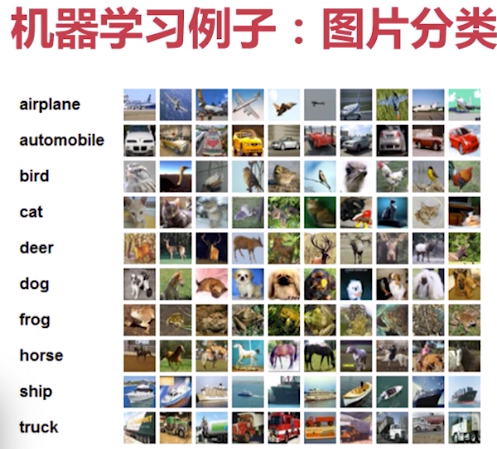 机器学习例子：图片分类
airplane
automobile
bird
cat
deer
dog
frog
horse
ship
truck